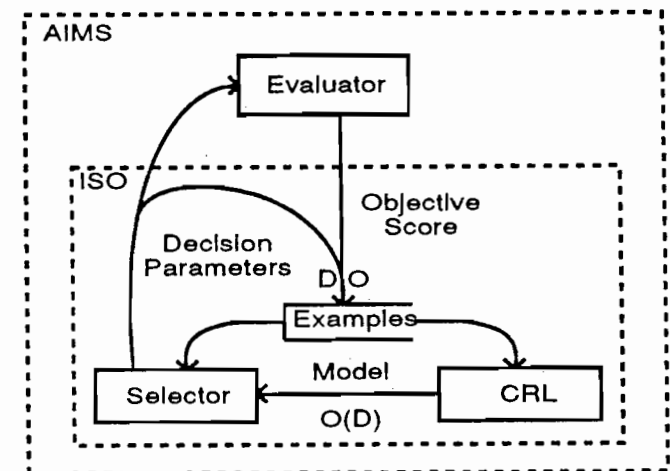 AIMS
Evaluator
ISO
Objective
Score
Decision
Parameters
D O
Examples
Model
Selector
CRL
O(D)